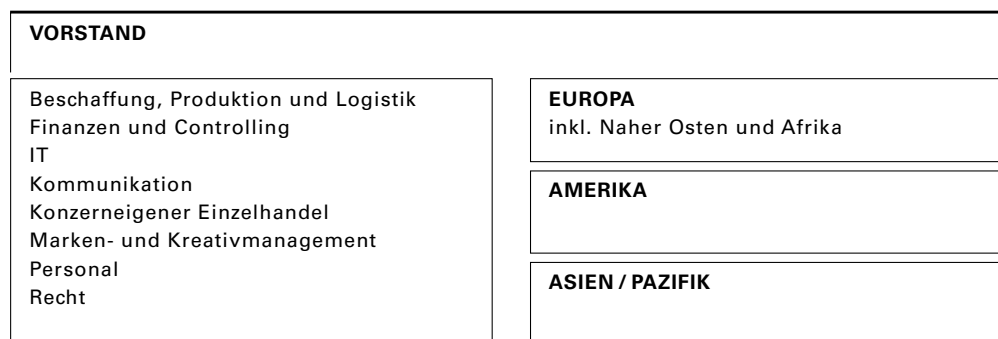 VORSTAND
Beschaffung, Produktion und Logistik
Finanzen und Controlling
IT
Kommunikation
Konzerneigener Einzelhandel
Marken- und Kreativmanagement
Personal
Recht
EUROPA
inkl. Naher Osten und Afrika
AMERIKA
ASIEN / PAZIFIK